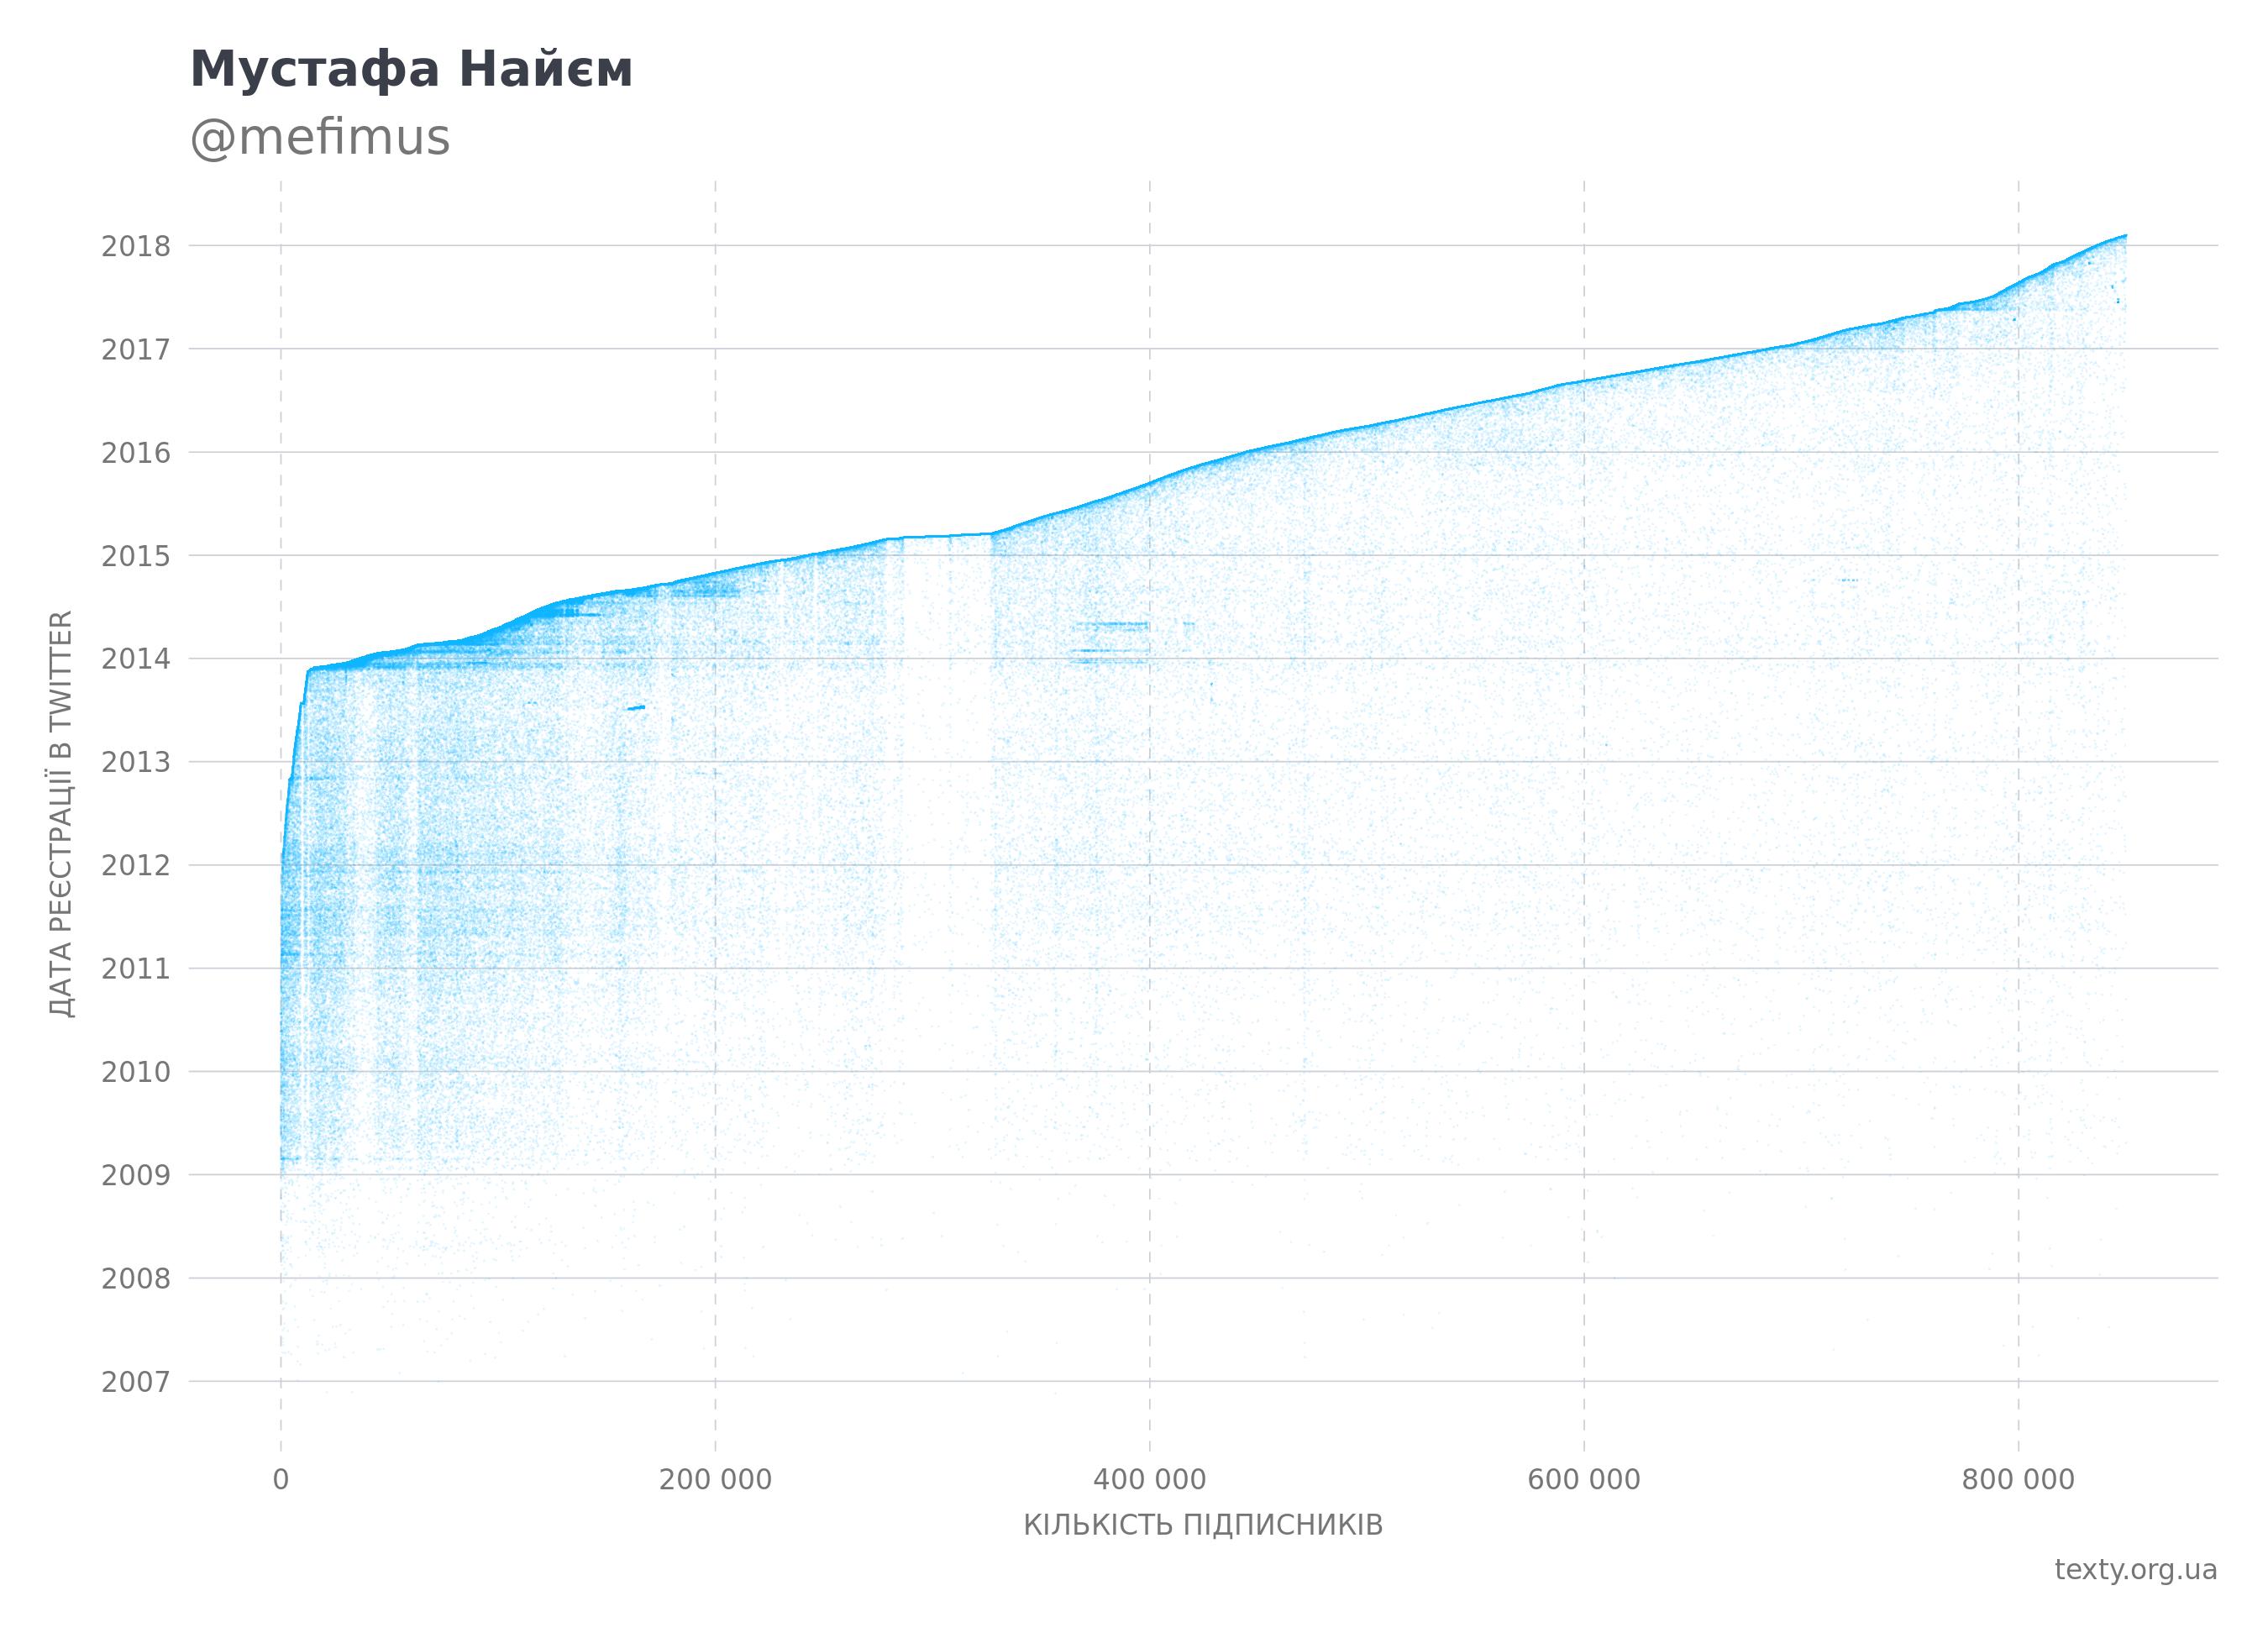 Мустафа Найєм
@mefimus
2018
2017
2016
2015
2014
2013
2012
2011
2010
2009
2008
2007
ДАТА РЕЄСТРАЦІЇ В TWITTER
0 200 000 400 000 600 000 800 000
КІЛЬКІСТЬ ПІДПИСНИКІВ
texty.org.ua